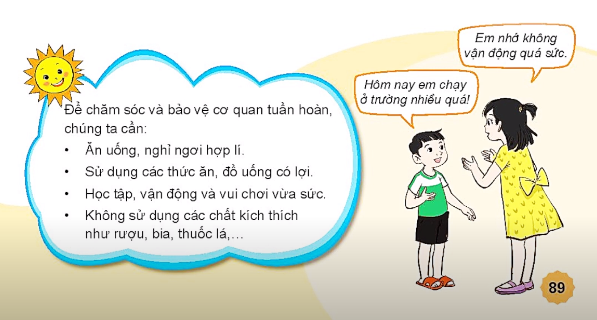 Để chăm sóc và bảo vệ cơ quan tuần hoàn,
chúng ta cần:
• Ăn uống, nghỉ ngơi hợp lí.
• Sử dụng các thức ăn, đồ uống có lợi.
• Học tập, vận động và vui chơi vừa sức.
• Không sử dụng các chất kích thích
như rượu, bia, thuốc lá,...
Hôm nay em chạy
ở trường nhiều quá!
Em nhớ không
vận động quá sức.
89